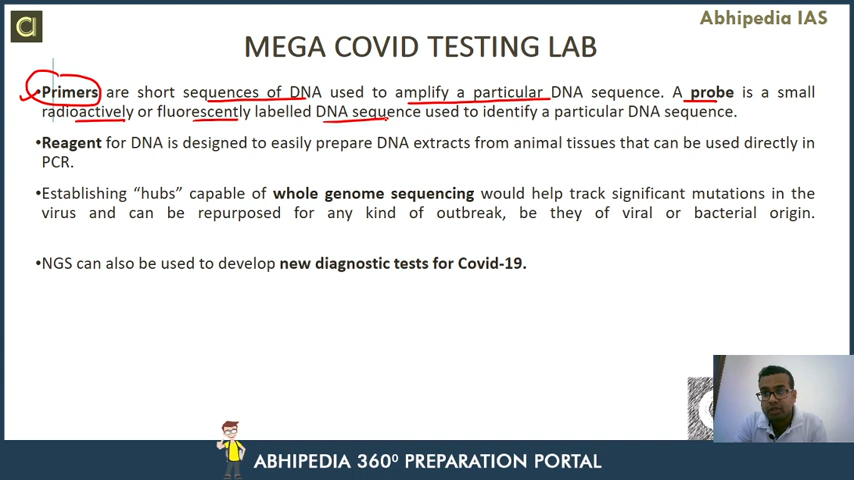 Abhipedia IAS
MEGA COVID TESTING LAB
•Primers are short sequences of DNA used to amplify a particular DNA sequence. A probe is a small
radioactively or fluorescently labelled DNA sequence used to identify a particular DNA sequence.
•Reagent for DNA is designed to easily prepare DNA extracts from animal tissues that can be used directly in
PCR.
•Establishing “hubs” capable of whole genome sequencing would help track significant mutations in the
virus and can be repurposed for any kind of outbreak, be they of viral or bacterial origin.
•NGS can also be used to develop new diagnostic tests for Covid-19.
ABHIPEDIA 360⁰ PREPARATION PORTAL